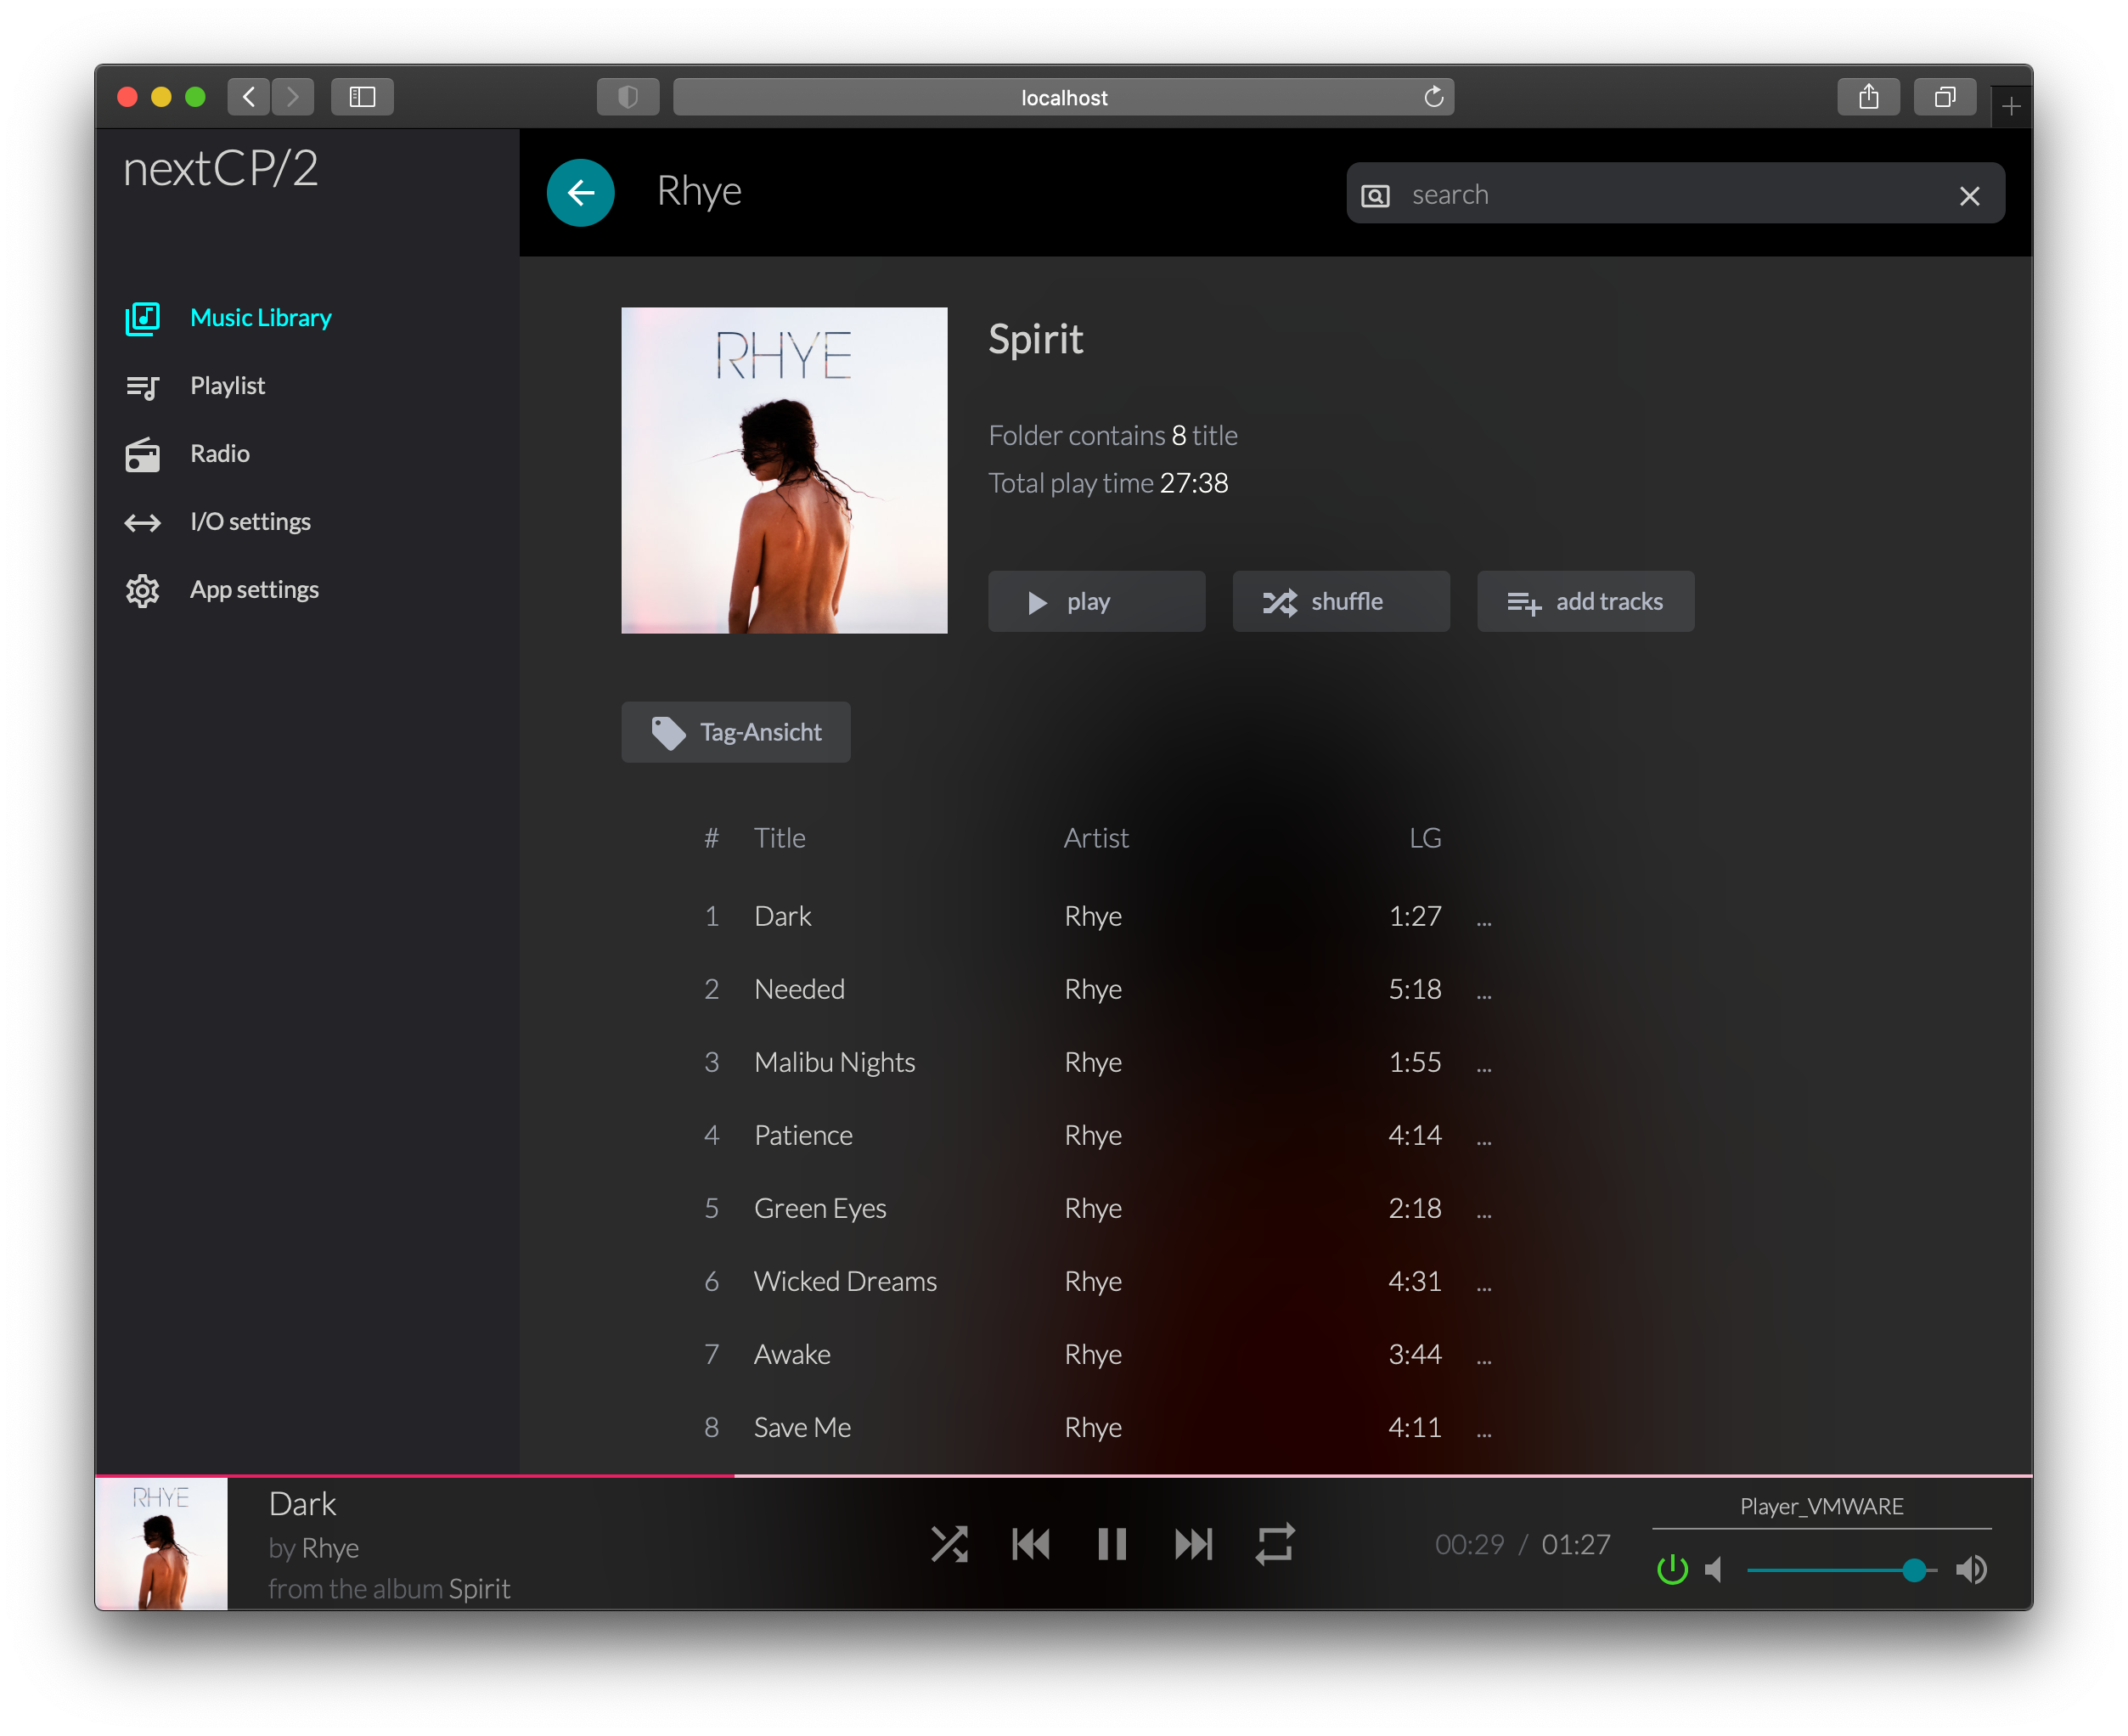 localhost
nextCP/2
Rhye
search
Music Library
Playlist
Radio
I/O settings
App settings
RHYE
Spirit
Folder contains 8 title
Total play time 27:38
play
shuffle
add tracks
Tag-Ansicht
# Title Artist LG
1 Dark Rhye 1:27 ...
2 Needed Rhye 5:18 ...
3 Malibu Nights Rhye 1:55 ...
4 Patience Rhye 4:14 ...
5 Green Eyes Rhye 2:18 ...
6 Wicked Dreams Rhye 4:31 ...
7 Awake Rhye 3:44 ...
8 Save Me Rhye 4:11 ...
RHYE
Dark
by Rhye
from the album Spirit
00:29 / 01:27
Player_VMWARE